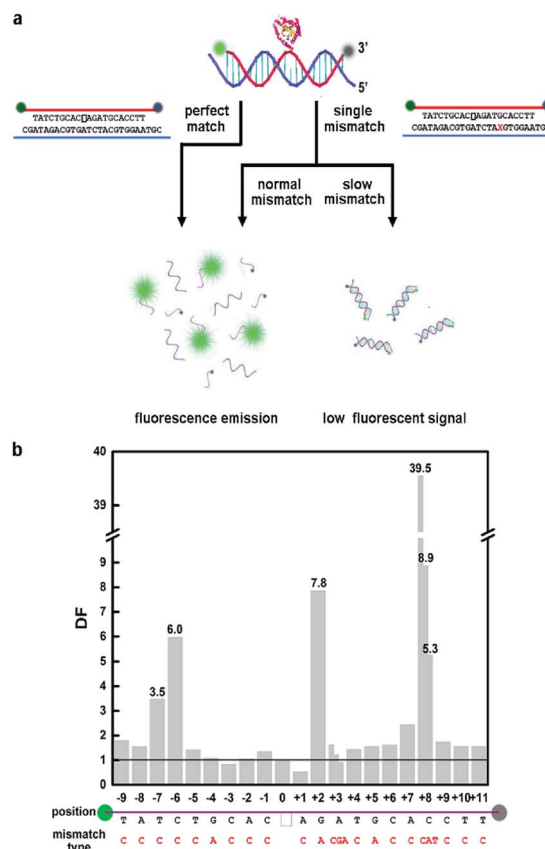 a
3'
5'
perfect match
single mismatch
TATCTGCAC▯AGATGCACCTT
CGATAGACGTGATCTACGTGGAATGC
TATCTGCAC▯AGATGCACCTT
CGATAGACGTGATCTAXGTGGAATG
normal mismatch
slow mismatch
fluorescence emission
low fluorescent signal
b
40
39.5
39
9
8.9
8
7.8
7
6
6.0
5.3
5
4
3.5
3
2
1
0
DF
-9 -8 -7 -6 -5 -4 -3 -2 -1 0 +1 +2 +3 +4 +5 +6 +7 +8 +9 +10 +11
position
T A T C T G C A C A G A T G C A C C T T
mismatch type
C C C C C A C C C C A CGA C A C C CAT C C C